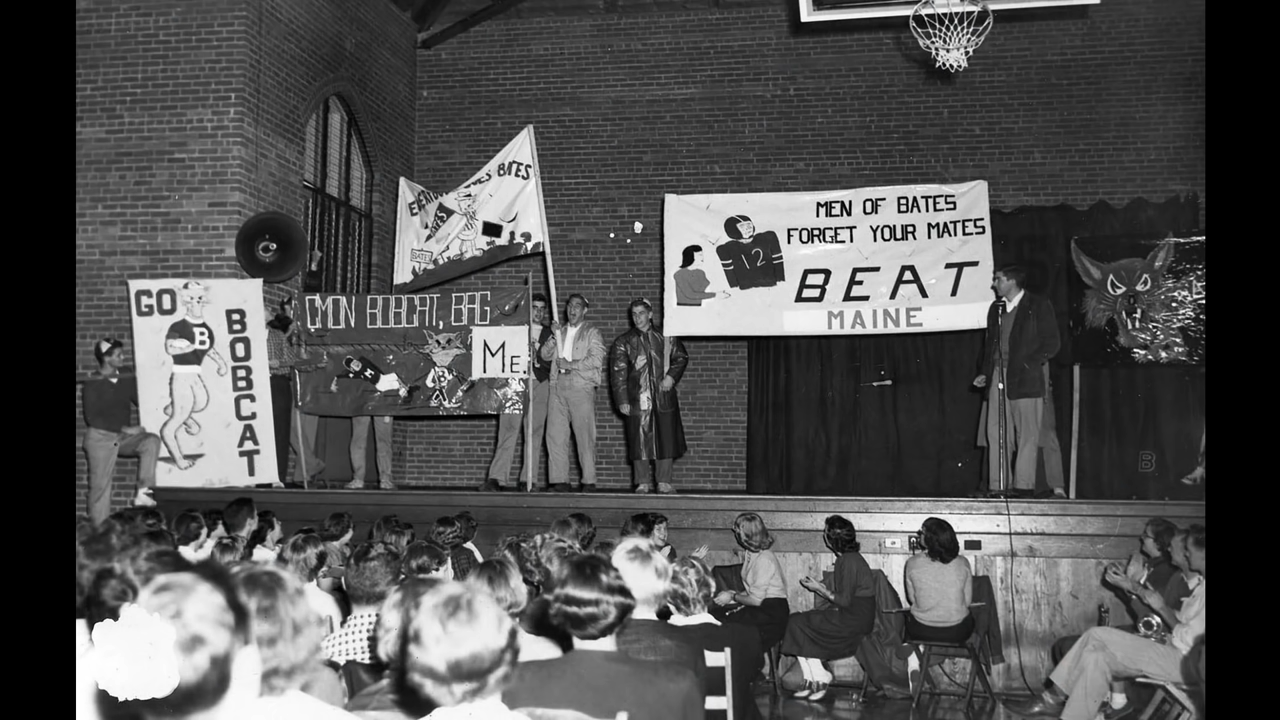 GO
BOBCAT
B
BATES
C'MON BOBCAT, BAG
ME.
M
B
MEN OF BATES
FORGET YOUR MATES
12
BEAT
MAINE
B